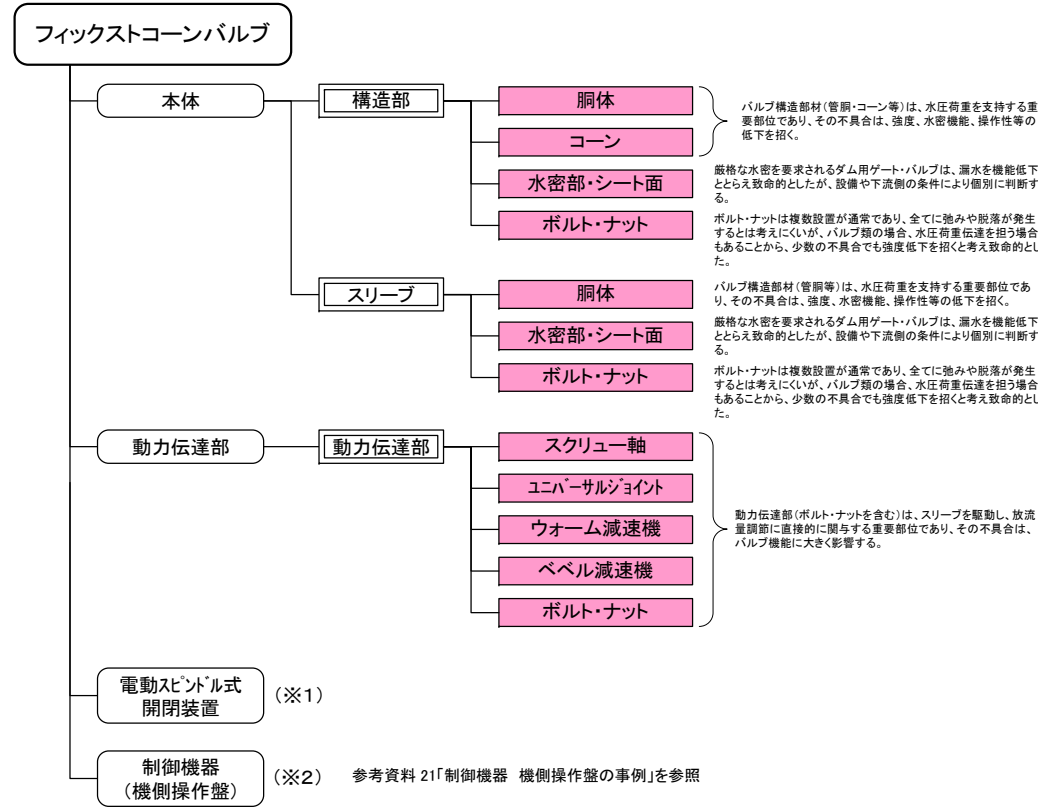 フィックストコーンバルブ
本体
構造部
胴体
コーン
バルブ構造部材（管胴・コーン等）は、水圧荷重を支持する重
要部位であり、その不具合は、強度、水密機能、操作性等の
低下を招く。
水密部・シート面
厳格な水密を要求されるダム用ゲート・バルブは、漏水を機能低下
ととらえ致命的としたが、設備や下流側の条件により個別に判断す
る。
ボルト・ナット
ボルト・ナットは複数設置が通常であり、全てに弛みや脱落が発生
するとは考えにくいが、バルブ類の場合、水圧荷重伝達を担う場合
もあることから、少数の不具合でも強度低下を招くと考え致命的とし
た。
スリーブ
胴体
バルブ構造部材（管胴等）は、水圧荷重を支持する重要部位であ
り、その不具合は、強度、水密機能、操作性等の低下を招く。
水密部・シート面
厳格な水密を要求されるダム用ゲート・バルブは、漏水を機能低下
ととらえ致命的としたが、設備や下流側の条件により個別に判断す
る。
ボルト・ナット
ボルト・ナットは複数設置が通常であり、全てに弛みや脱落が発生
するとは考えにくいが、バルブ類の場合、水圧荷重伝達を担う場合
もあることから、少数の不具合でも強度低下を招くと考え致命的とし
た。
動力伝達部
動力伝達部
スクリュー軸
ユニバーサルジョイント
ウォーム減速機
ベベル減速機
ボルト・ナット
動力伝達部（ボルト・ナットを含む）は、スリーブを駆動し、放流
量調節に直接的に関与する重要部位であり、その不具合は、
バルブ機能に大きく影響する。
電動スピンドル式
開閉装置
（※1）
制御機器
（機側操作盤）
（※2） 参考資料 21「制御機器 機側操作盤の事例」を参照